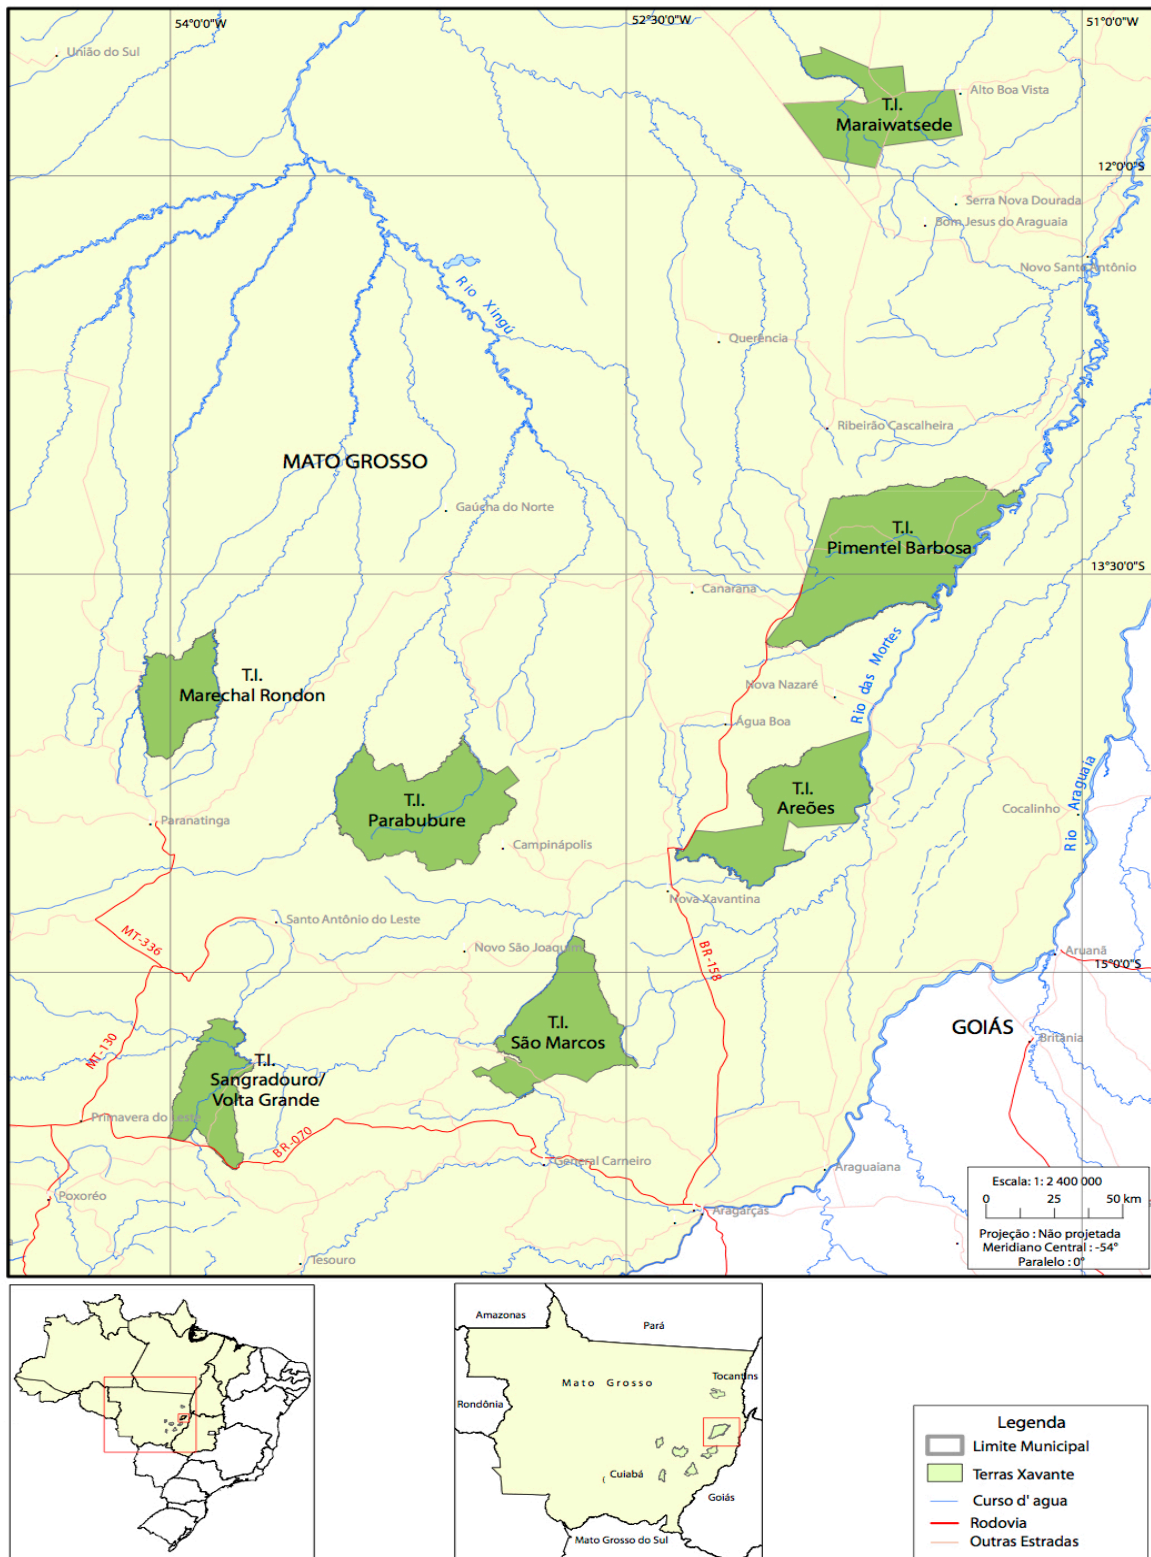 54°0'0"W
52°30'0"W
51°0'0"W
União do Sul
T.I.
Maraiwatsede
Alto Boa Vista
12°0'0"S
Serra Nova Dourada
Bom Jesus do Araguaia
Novo Santo Antônio
Rio Xingú
Querência
Ribeirão Cascalheira
MATO GROSSO
Gaúcha do Norte
T.I.
Pimentel Barbosa
13°30'0"S
Canarana
Rio das Mortes
T.I.
Marechal Rondon
Nova Nazaré
Água Boa
Rio Araguaia
T.I.
Parabubure
T.I.
Areões
Cocalinho
Paranatinga
Campinápolis
Nova Xavantina
Santo Antônio do Leste
MT-336
Novo São Joaquim
BR-158
Aruanã
15°0'0"S
T.I.
São Marcos
GOIÁS
Britânia
MT-130
T.I.
Sangradouro/
Volta Grande
Primavera do Leste
BR-070
General Carneiro
Araguaiana
Poxoréo
Aragarças
Tesouro
Escala: 1: 2 400 000
0 25 50 km
Projeção : Não projetada
Meridiano Central : -54°
Paralelo : 0°
Amazonas
Pará
Mato Grosso
Tocantins
Rondônia
Cuiabá
Goiás
Mato Grosso do Sul
Legenda
Limite Municipal
Terras Xavante
Curso d' agua
Rodovia
Outras Estradas